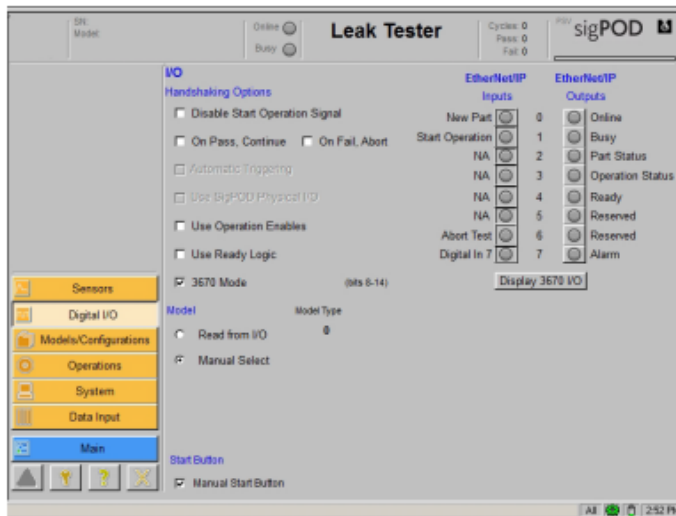 SN:
Model:
Online
Busy
Leak Tester
Cycles: 0
Pass: 0
Fail: 0
PSV sigPOD
I/O
Handshaking Options
Disable Start Operation Signal
On Pass, Continue On Fail, Abort
Automatic Triggering
Use SigPOD Physical I/O
Use Operation Enables
Use Ready Logic
3670 Mode (bits 8-14)
EtherNet/IP EtherNet/IP
Inputs Outputs
New Part 0 Online
Start Operation 1 Busy
NA 2 Part Status
NA 3 Operation Status
NA 4 Ready
NA 5 Reserved
Abort Test 6 Reserved
Digital In 7 7 Alarm
Display 3670 I/O
Model Model Type
Read from I/O 0
Manual Select
Start Button
Manual Start Button
Sensors
Digital I/O
Models/Configurations
Operations
System
Data Input
Main
?
All 2:52 PM